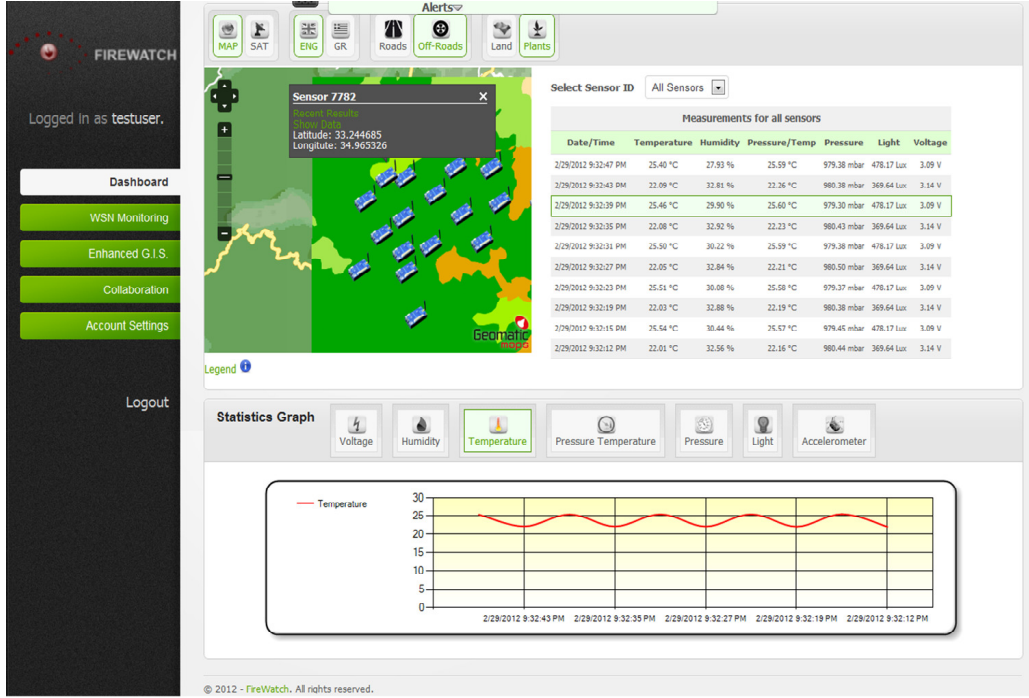 Alerts
FIREWATCH
MAP SAT ENG GR Roads Off-Roads Land Plants
Logged in as testuser.
Dashboard
WSN Monitoring
Enhanced G.I.S.
Collaboration
Account Settings
Logout
Sensor 7782 X
Recent Results
Show Data
Latitude: 33.244685
Longitute: 34.965326
Geomatic
maps
Legend
Select Sensor ID All Sensors
Measurements for all sensors
Date/Time Temperature Humidity Pressure/Temp Pressure Light Voltage
2/29/2012 9:32:47 PM 25.40 °C 27.93 % 25.59 °C 979.38 mbar 478.17 Lux 3.09 V
2/29/2012 9:32:43 PM 22.09 °C 32.81 % 22.26 °C 980.38 mbar 369.64 Lux 3.14 V
2/29/2012 9:32:39 PM 25.46 °C 29.90 % 25.60 °C 979.30 mbar 478.17 Lux 3.09 V
2/29/2012 9:32:35 PM 22.08 °C 32.92 % 22.23 °C 980.43 mbar 369.64 Lux 3.14 V
2/29/2012 9:32:31 PM 25.50 °C 30.22 % 25.59 °C 979.38 mbar 478.17 Lux 3.09 V
2/29/2012 9:32:27 PM 22.05 °C 32.84 % 22.21 °C 980.50 mbar 369.64 Lux 3.14 V
2/29/2012 9:32:23 PM 25.51 °C 30.08 % 25.58 °C 979.37 mbar 478.17 Lux 3.09 V
2/29/2012 9:32:19 PM 22.03 °C 32.88 % 22.19 °C 980.38 mbar 369.64 Lux 3.14 V
2/29/2012 9:32:15 PM 25.54 °C 30.44 % 25.57 °C 979.45 mbar 478.17 Lux 3.09 V
2/29/2012 9:32:12 PM 22.01 °C 32.56 % 22.16 °C 980.44 mbar 369.64 Lux 3.14 V
Statistics Graph
Voltage Humidity Temperature Pressure Temperature Pressure Light Accelerometer
Temperature
30
25
20
15
10
5
0
2/29/2012 9:32:43 PM 2/29/2012 9:32:35 PM 2/29/2012 9:32:27 PM 2/29/2012 9:32:19 PM 2/29/2012 9:32:12 PM
© 2012 - FireWatch. All rights reserved.